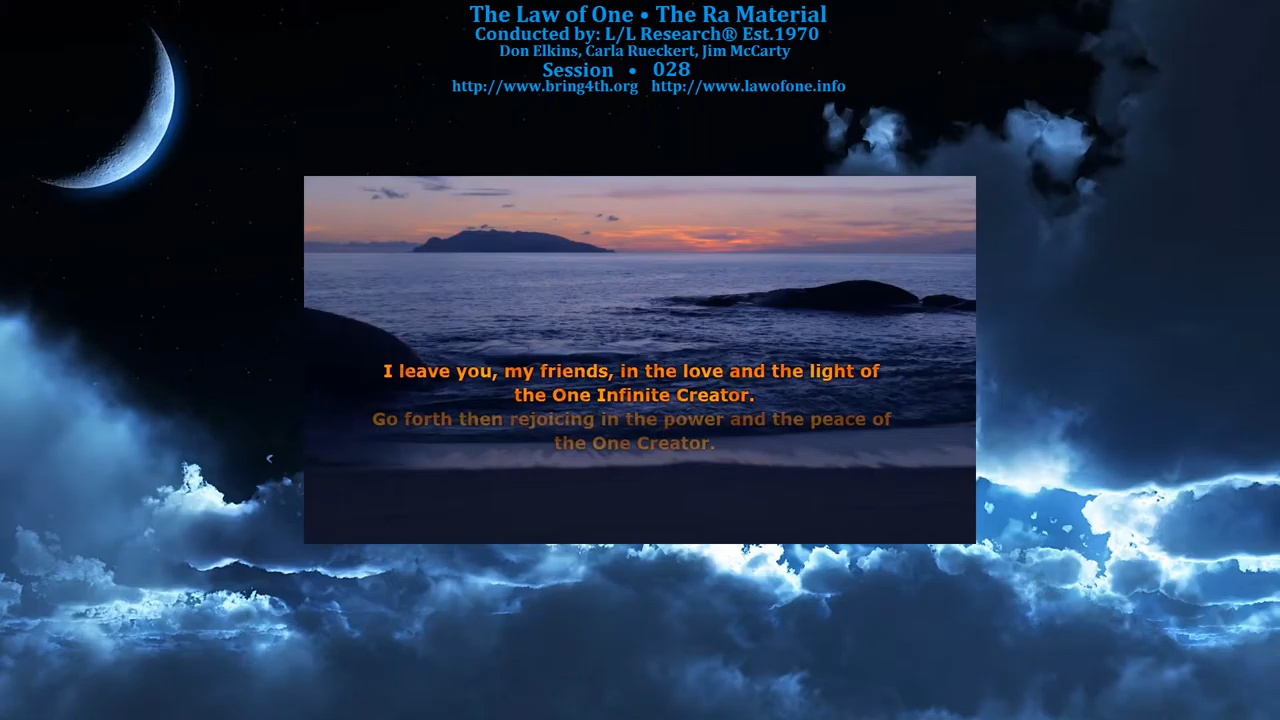 The Law of One • The Ra Material
Conducted by: L/L Research® Est.1970
Don Elkins, Carla Rueckert, Jim McCarty
Session • 028
http://www.bring4th.org http://www.lawofone.info
I leave you, my friends, in the love and the light of
the One Infinite Creator.
Go forth then rejoicing in the power and the peace of
the One Creator.